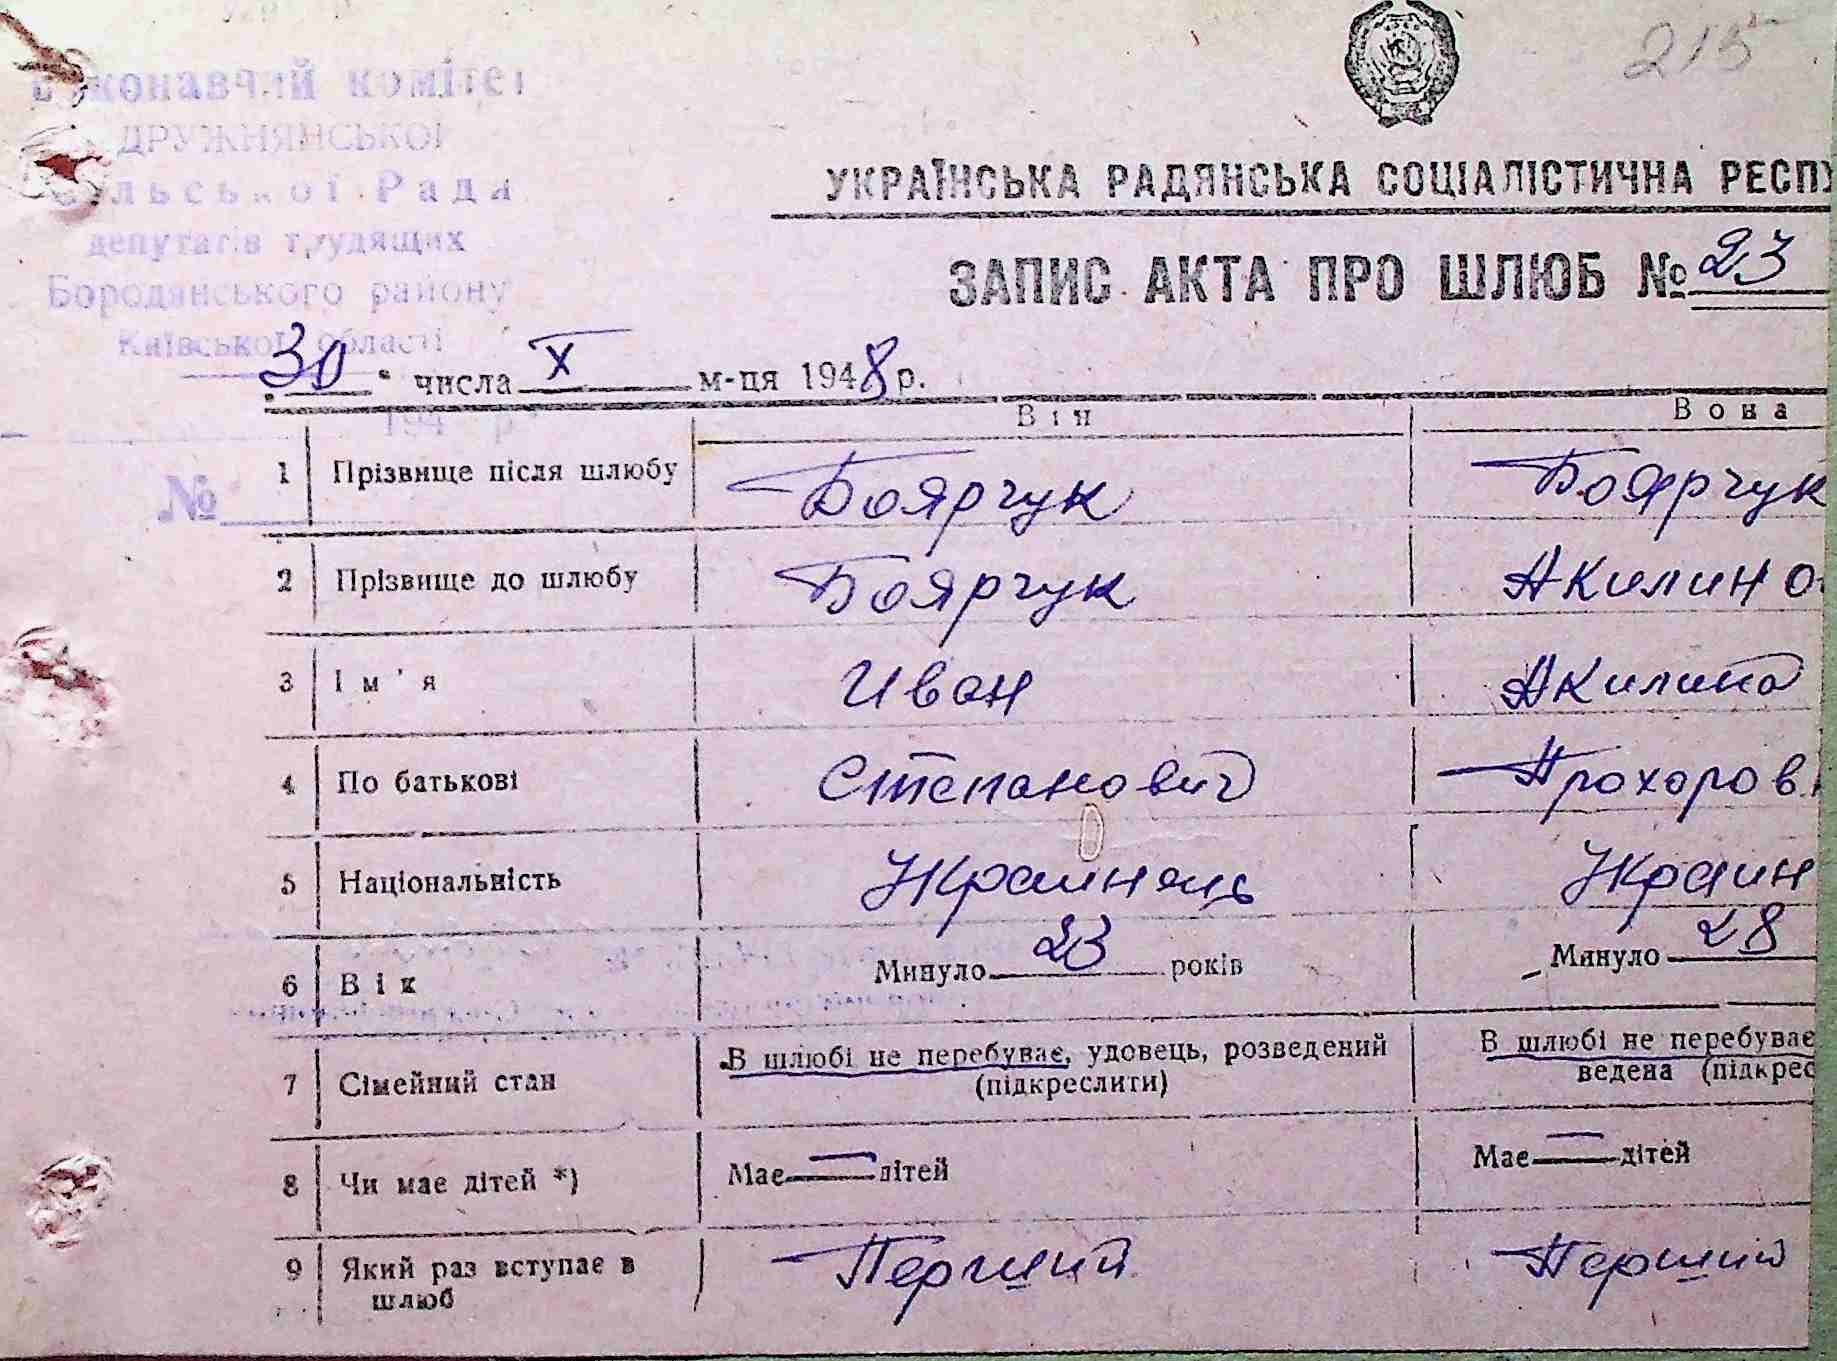 215
Виконавчий комітет
ДРУЖНЯНСЬКОЇ
сільської Ради
депутатів трудящих
Бородянського району
Київської області
194 р
№
УКРАЇНСЬКА РАДЯНСЬКА СОЦІАЛІСТИЧНА РЕСПУ
ЗАПИС АКТА ПРО ШЛЮБ № 23
„30“ числа X м-ця 1948 р.
Він Вона
1 Прізвище після шлюбу Боярчук Боярчук
2 Прізвище до шлюбу Боярчук Акилино
3 Ім'я Иван Акилина
4 По батькові Степанович Прохоров
5 Національність Украинець Украин
6 Вік Минуло 23 років Минуло 28
7 Сімейний стан В шлюбі не перебуває, удовець, розведений (підкреслити) В шлюбі не перебуває
ведена (підкрес
8 Чи має дітей *) Має — дітей Має — дітей
9 Який раз вступає в шлюб Перший Перший